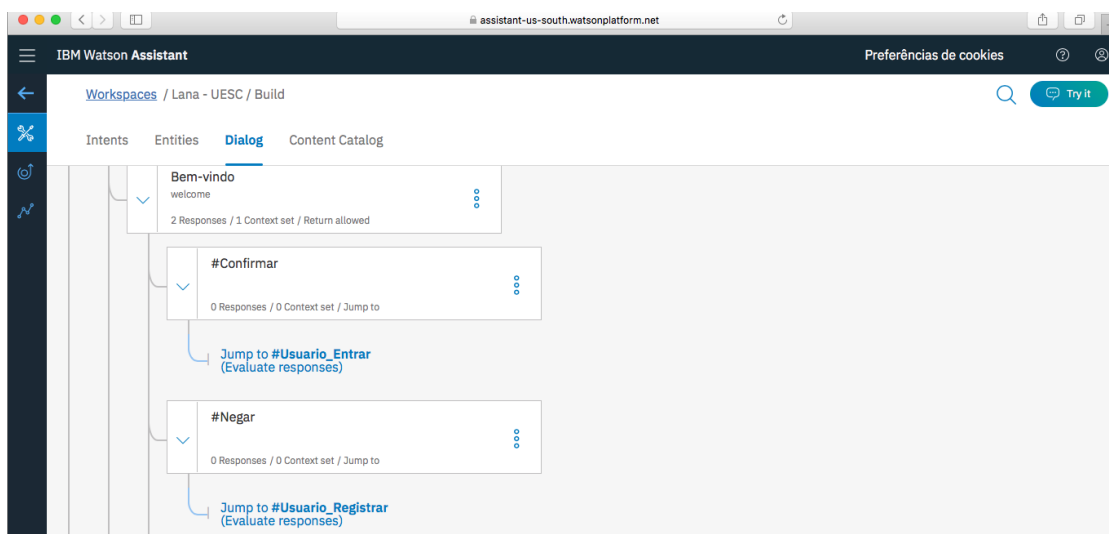 assistant-us-south.watsonplatform.net
IBM Watson Assistant
Preferências de cookies
Workspaces / Lana - UESC / Build
Try it
Intents
Entities
Dialog
Content Catalog
Bem-vindo
welcome
2 Responses / 1 Context set / Return allowed
#Confirmar
0 Responses / 0 Context set / Jump to
Jump to #Usuario_Entrar
(Evaluate responses)
#Negar
0 Responses / 0 Context set / Jump to
Jump to #Usuario_Registrar
(Evaluate responses)